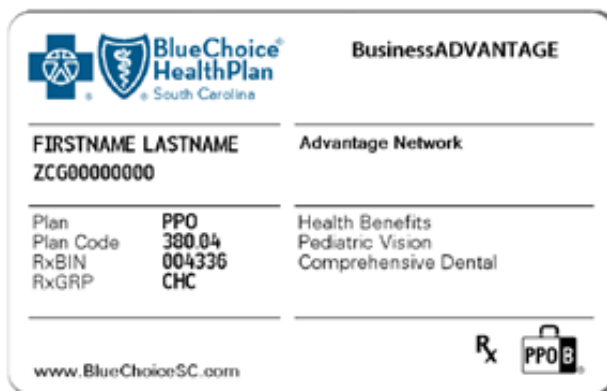 BlueChoice®
HealthPlan
® ® South Carolina
BusinessADVANTAGE
FIRSTNAME LASTNAME
ZCG00000000
Advantage Network
Plan PPO
Plan Code 380.04
RxBIN 004336
RxGRP CHC
Health Benefits
Pediatric Vision
Comprehensive Dental
www.BlueChoiceSC.com
Rx PPO B ®